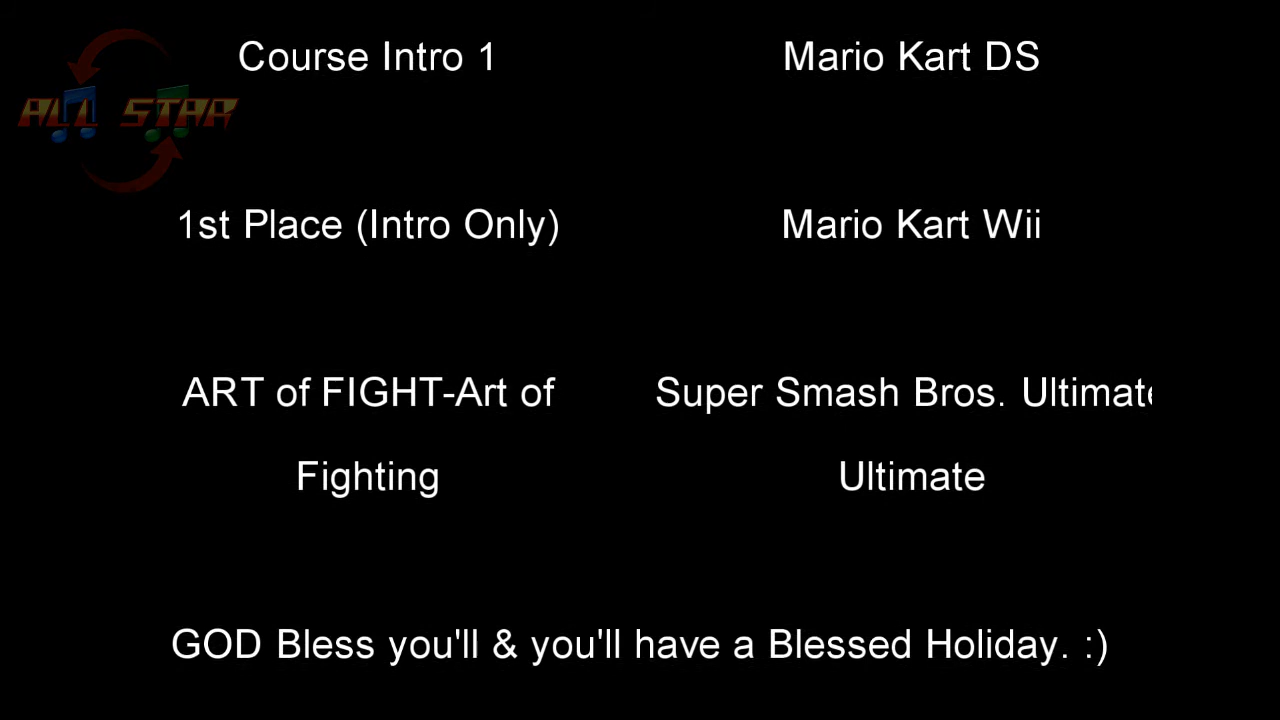 Course Intro 1 Mario Kart DS
ALL STAR
1st Place (Intro Only) Mario Kart Wii
ART of FIGHT-Art of Super Smash Bros. Ultimate
Fighting Ultimate
GOD Bless you'll & you'll have a Blessed Holiday. :)